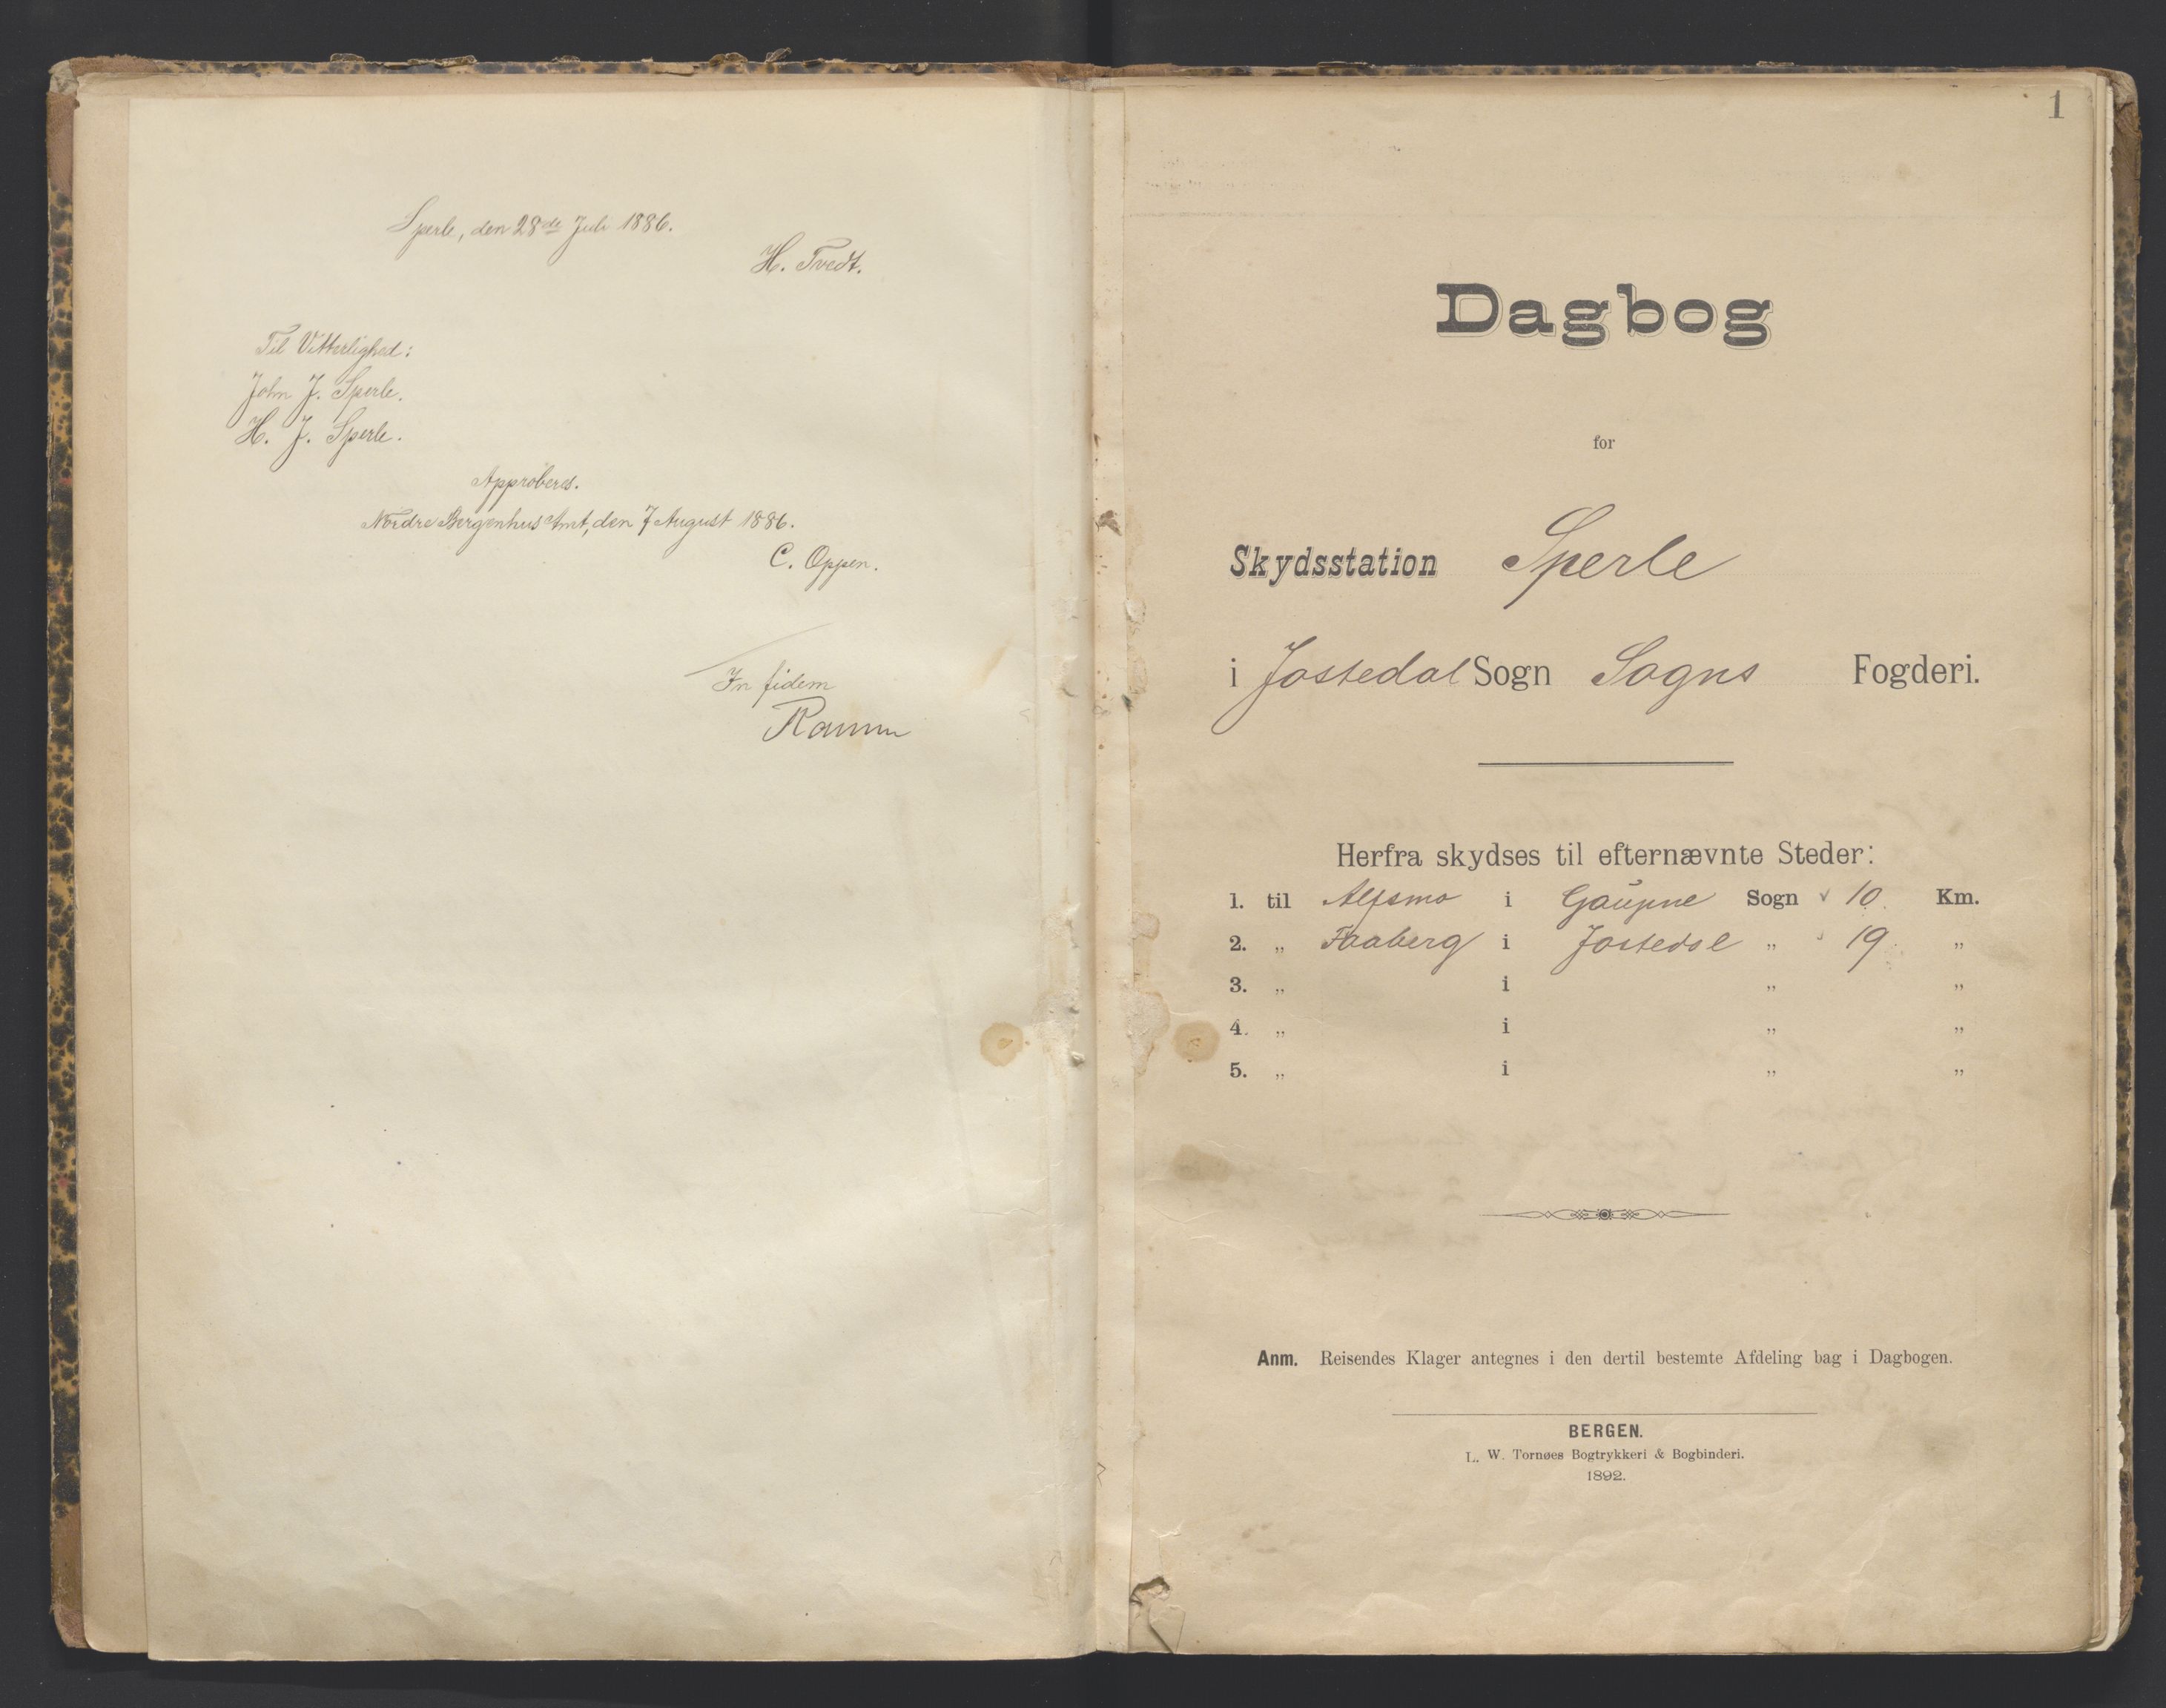 Sperle, den 28de Juli 1886.
H. Tvedt.
Til Vitterlighed:
John J. Sperle.
H. J. Sperle.
Approberes.
Nordre Bergenhus Amt, den 7 August 1886.
C. Oppen.
In fidem
1
Dagbog
for
Skydsstation Sperle
i Jostedal Sogn Sogns Fogderi.
Herfra skydses til efternævnte Steder:
1. til Alfsmo i Gaupne Sogn 10 Km.
2. „ Faaberg i Jostedal „ 19 „
3. „ i „ „
4. „ i „ „
5. „ i „ „
Anm. Reisendes Klager antegnes i den dertil bestemte Afdeling bag i Dagbogen.
BERGEN.
L. W. Tornøes Bogtrykkeri & Bogbinderi.
1892.